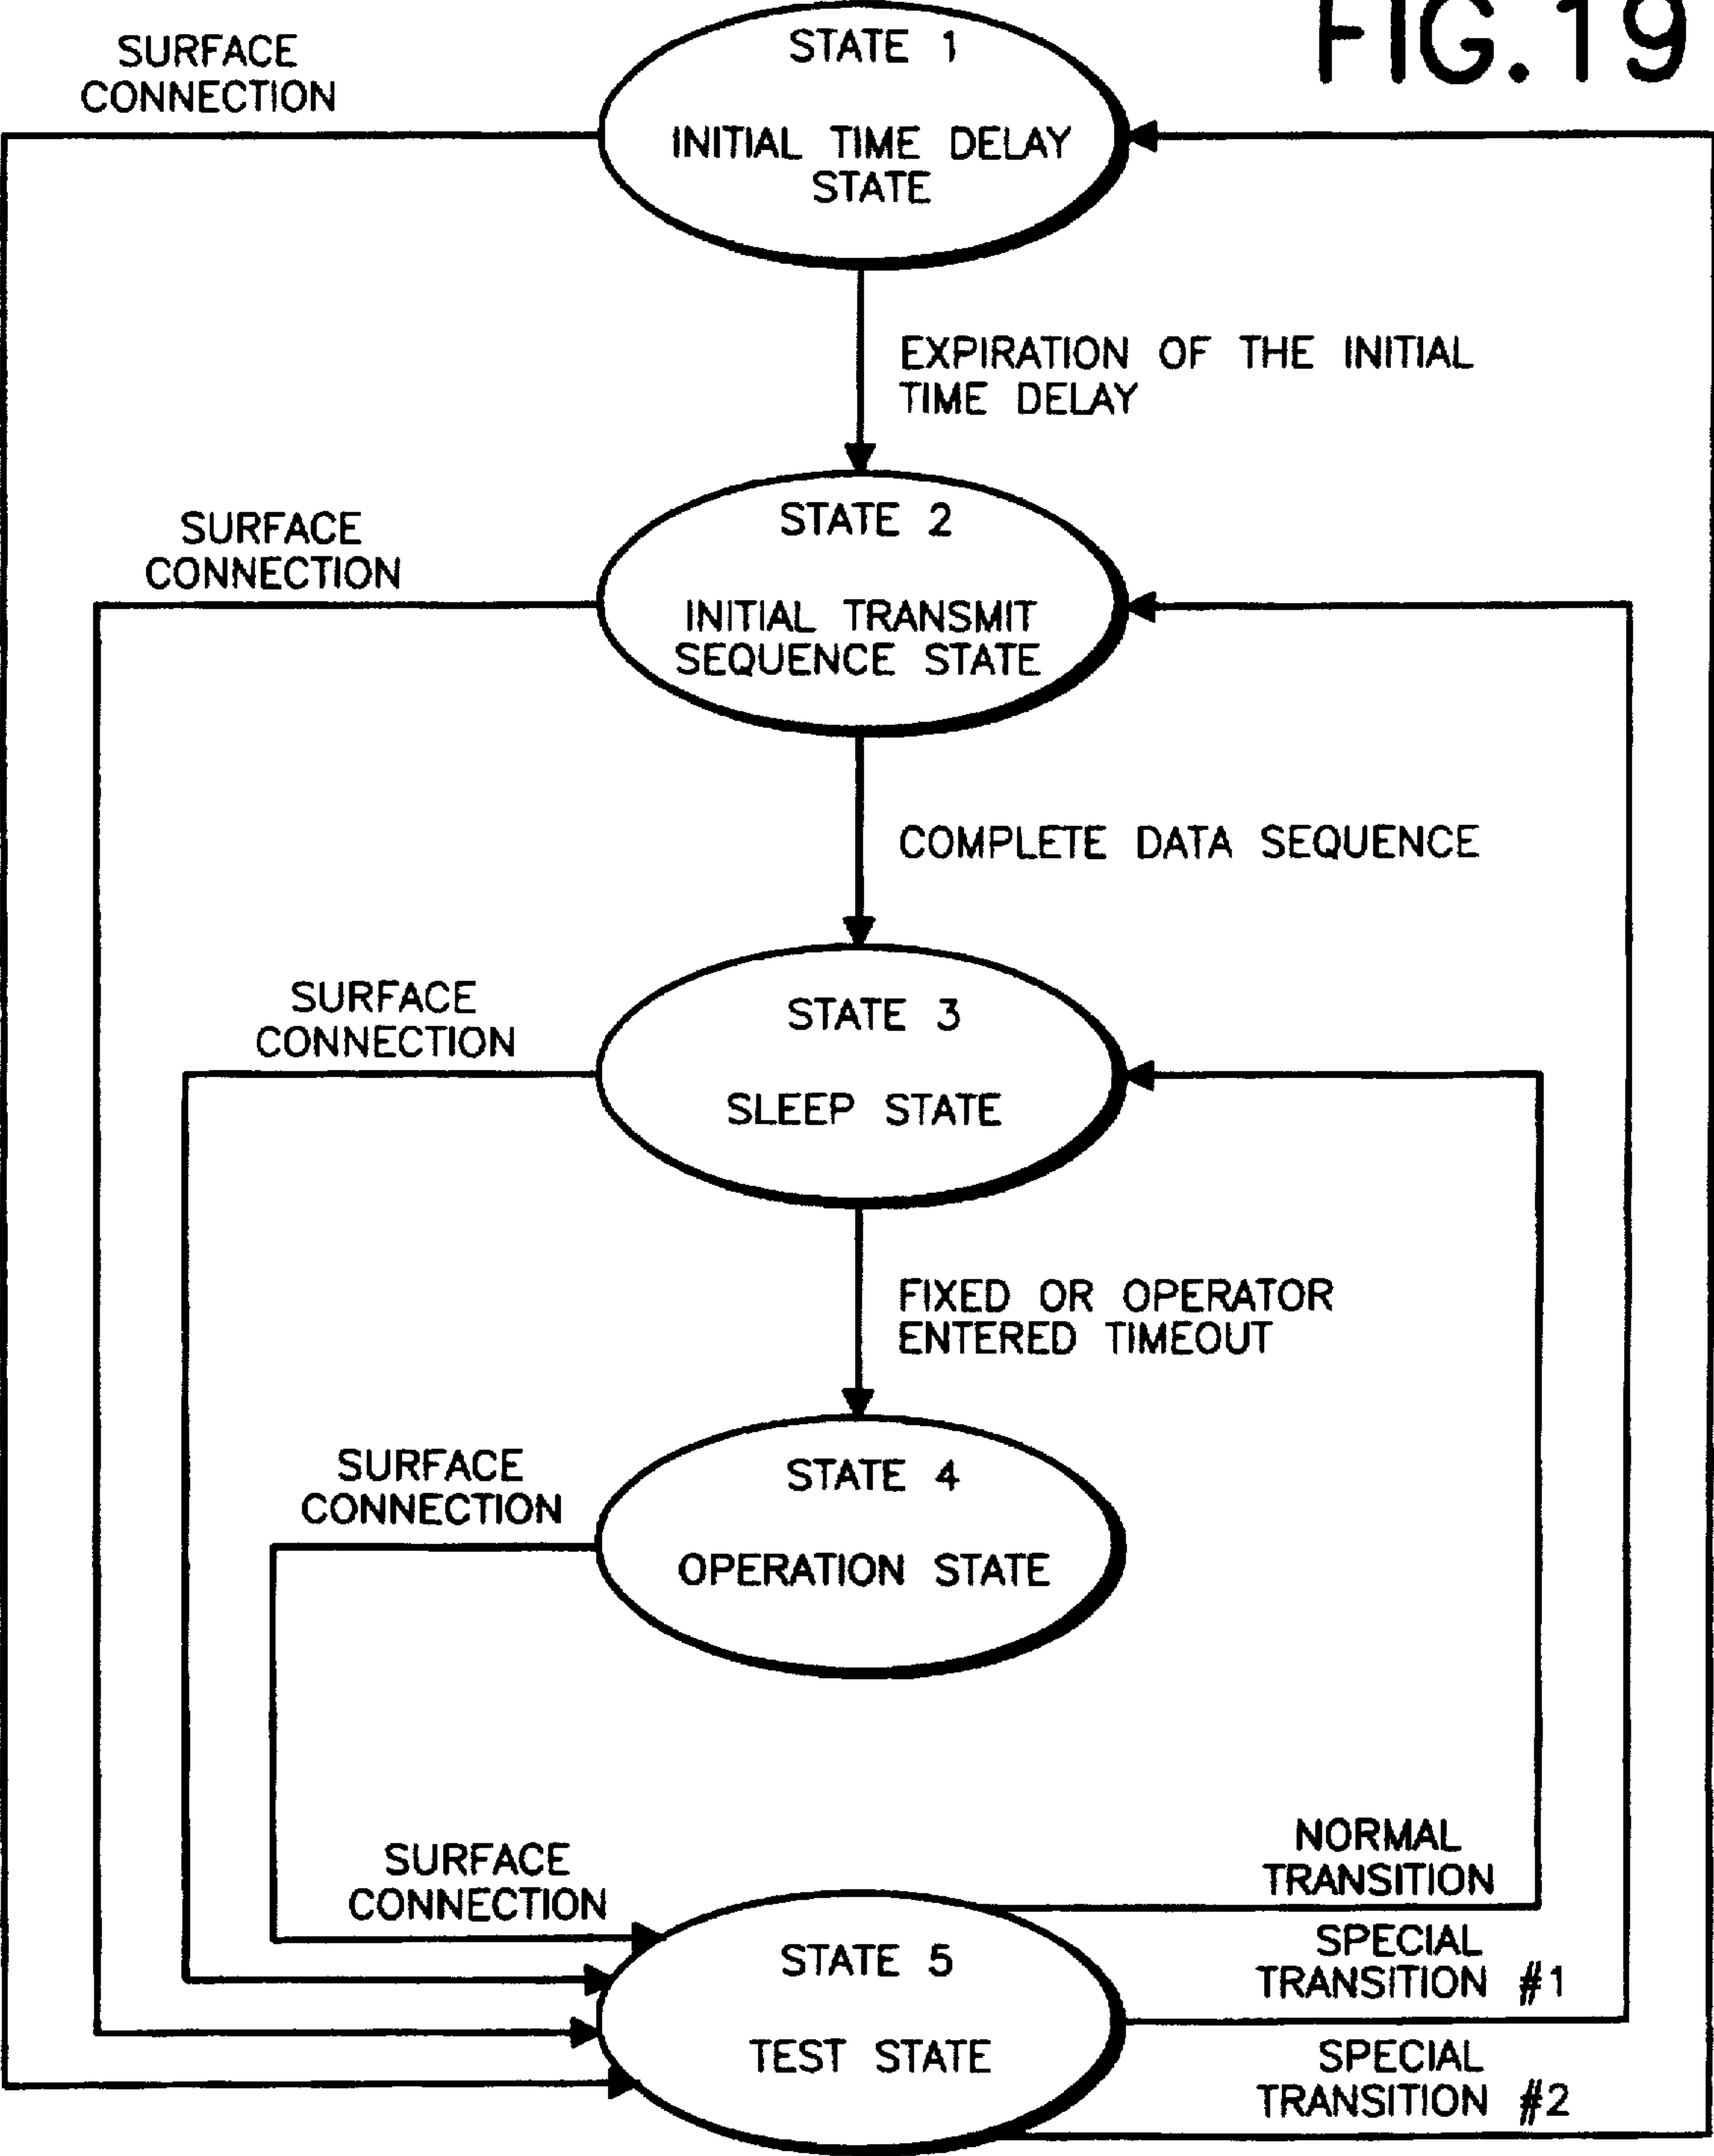 FIG.19
SURFACE
CONNECTION
STATE 1
INITIAL TIME DELAY
STATE
EXPIRATION OF THE INITIAL
TIME DELAY
SURFACE
CONNECTION
STATE 2
INITIAL TRANSMIT
SEQUENCE STATE
COMPLETE DATA SEQUENCE
SURFACE
CONNECTION
STATE 3
SLEEP STATE
FIXED OR OPERATOR
ENTERED TIMEOUT
SURFACE
CONNECTION
STATE 4
OPERATION STATE
SURFACE
CONNECTION
NORMAL
TRANSITION
STATE 5
TEST STATE
SPECIAL
TRANSITION #1
SPECIAL
TRANSITION #2